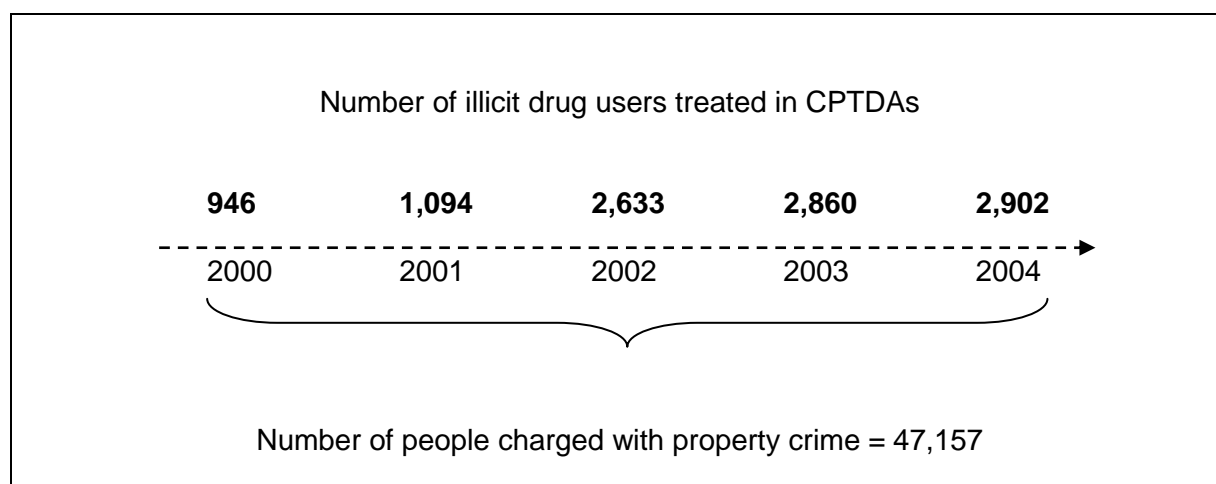 Number of illicit drug users treated in CPTDAs
946 1,094 2,633 2,860 2,902
2000 2001 2002 2003 2004
Number of people charged with property crime = 47,157